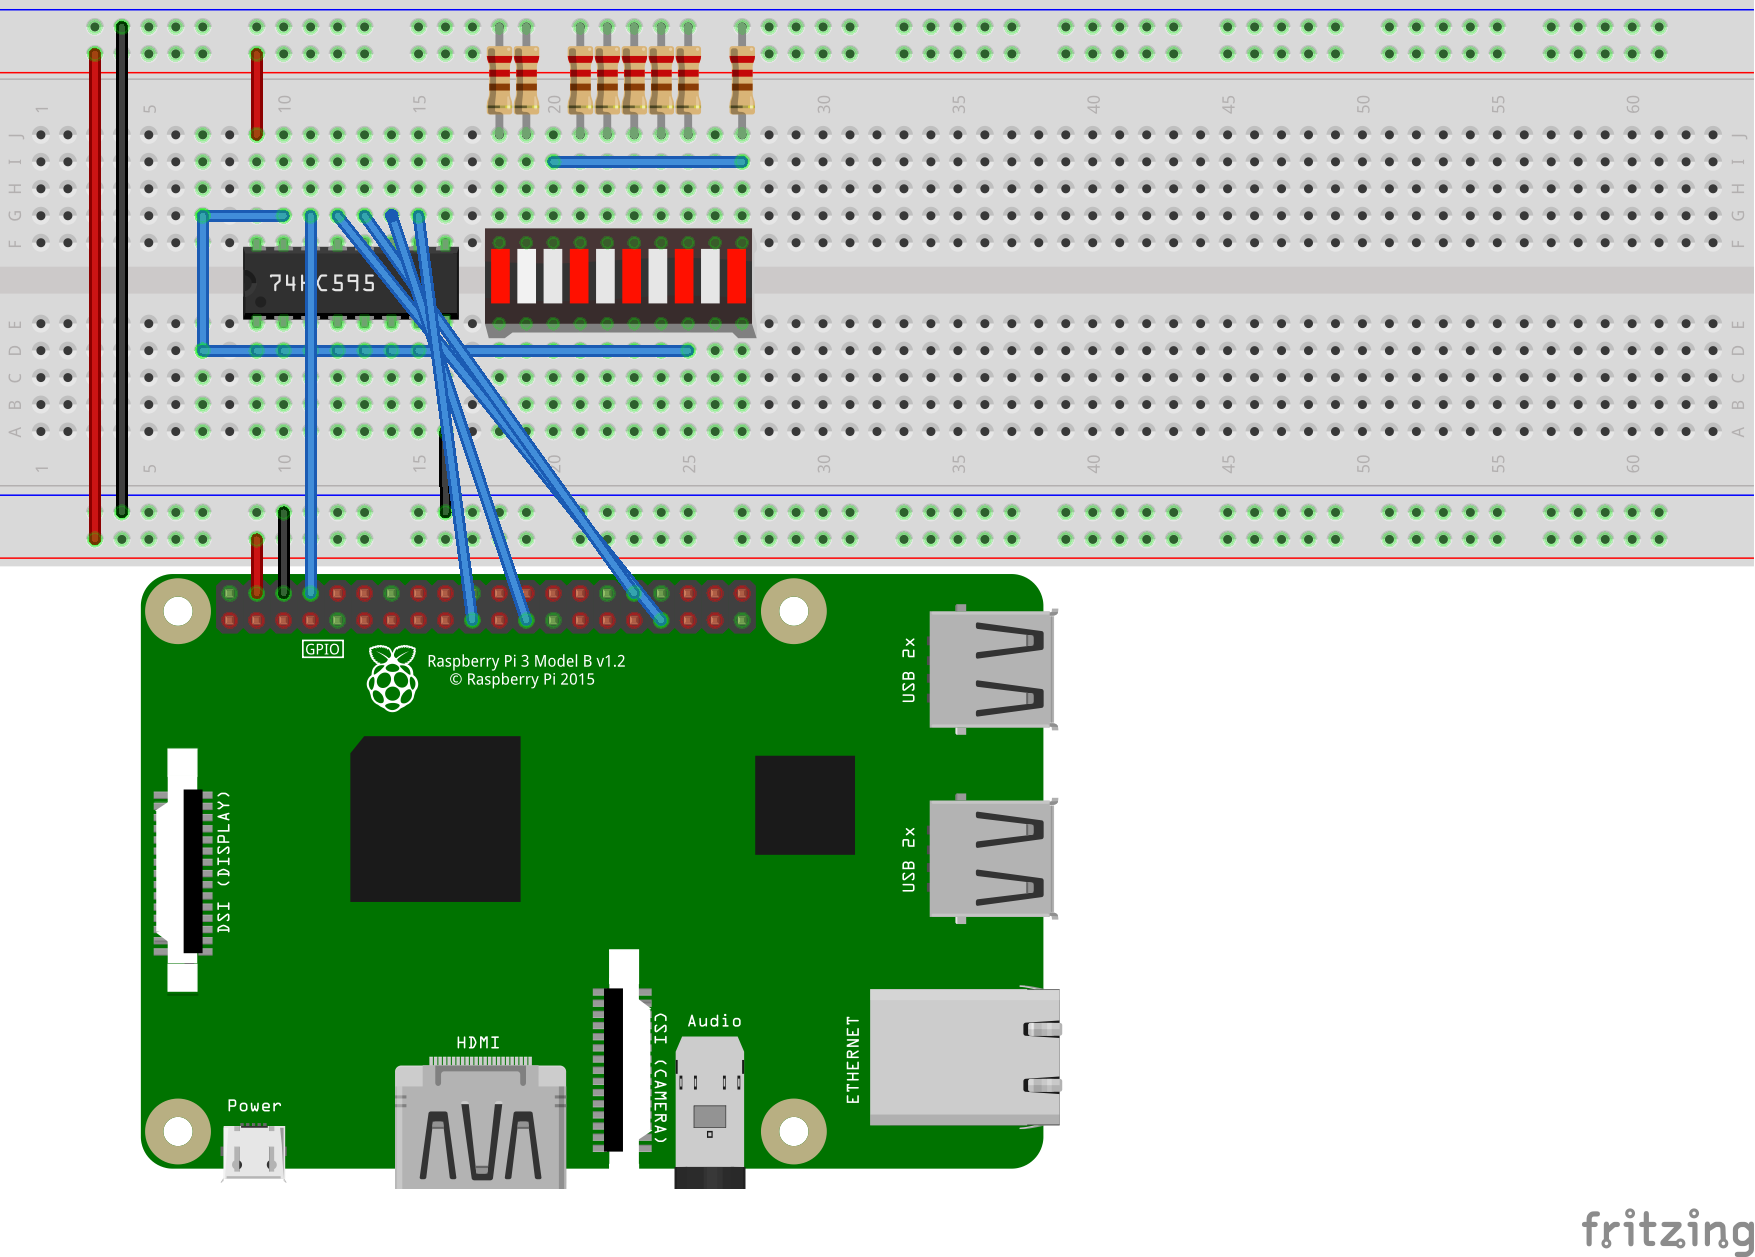 1 5 10 15 20 25 30 35 40 45 50 55 60
J J
I I
H H
G G
F F
74HC595
E E
D D
C C
B B
A A
1 5 10 15 20 25 30 35 40 45 50 55 60
GPIO
Raspberry Pi 3 Model B v1.2
© Raspberry Pi 2015
USB 2x
USB 2x
DSI (DISPLAY)
CSI (CAMERA)
Audio
ETHERNET
HDMI
Power
fritzing